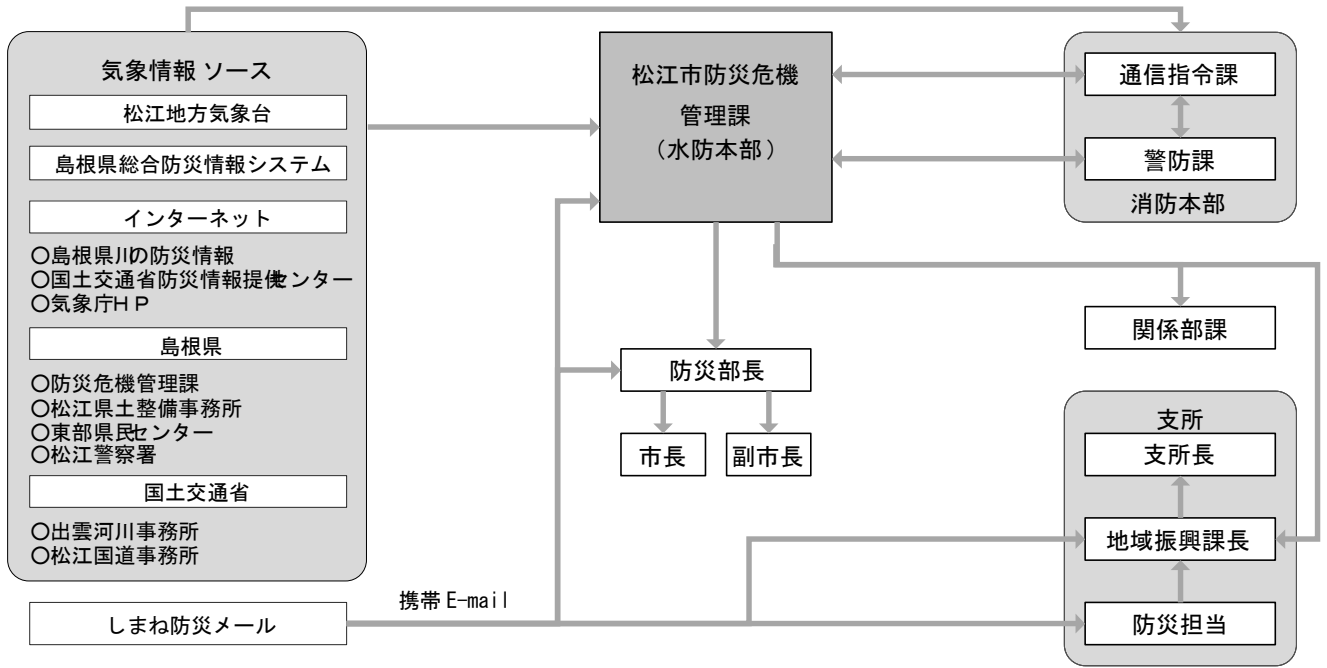 気象情報 ソース
松江地方気象台
島根県総合防災情報システム
インターネット
〇島根県川の防災情報
〇国土交通省防災情報提供センター
〇気象庁HP
島根県
〇防災危機管理課
〇松江県土整備事務所
〇東部県民センター
〇松江警察署
国土交通省
〇出雲河川事務所
〇松江国道事務所
しまね防災メール
携帯 E-mail
松江市防災危機
管理課
(水防本部)
防災部長
市長
副市長
通信指令課
警防課
消防本部
関係部課
支所
支所長
地域振興課長
防災担当